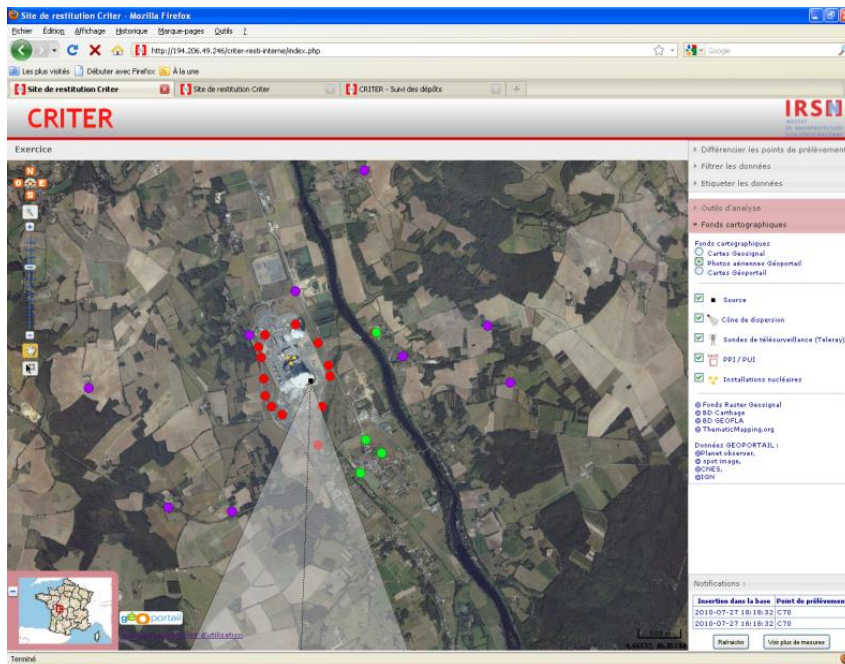 Site de restitution Criter - Mozilla Firefox
Fichier Édition Affichage Historique Marque-pages Outils ?
http://194.206.49.246/criter-resti-interne/index.php
Google
Les plus visités Débuter avec Firefox À la une
Site de restitution Criter Site de restitution Criter CRITER - Suivi des dépôts
CRITER
IRSN
Exercice
Différencier les points de prélèvement
Filtrer les données
Etiqueter les données
Outils d'analyse
Fonds cartographiques
Fonds cartographiques
Cartes Geosignal
Photos aériennes Géoportail
Cartes Géoportail
Source
Cône de dispersion
Sondes de télésurveillance (Teleray)
PPI / PUI
Installations nucléaires
@ Fonds Raster Geosignal
@ BD Carthage
@ BD GEOFLA
@ ThematicMapping.org
Données GEOPORTAIL :
@Planet observer,
@ spot image,
@CNES,
@IGN
N
O E
S
géoportail
d'utilisation
Notifications :
Insertion dans la base Point de prélèvement
2010-07-27 18:18:32 C70
2010-07-27 18:18:32 C70
Rafraichir Voir plus de mesures
Terminé